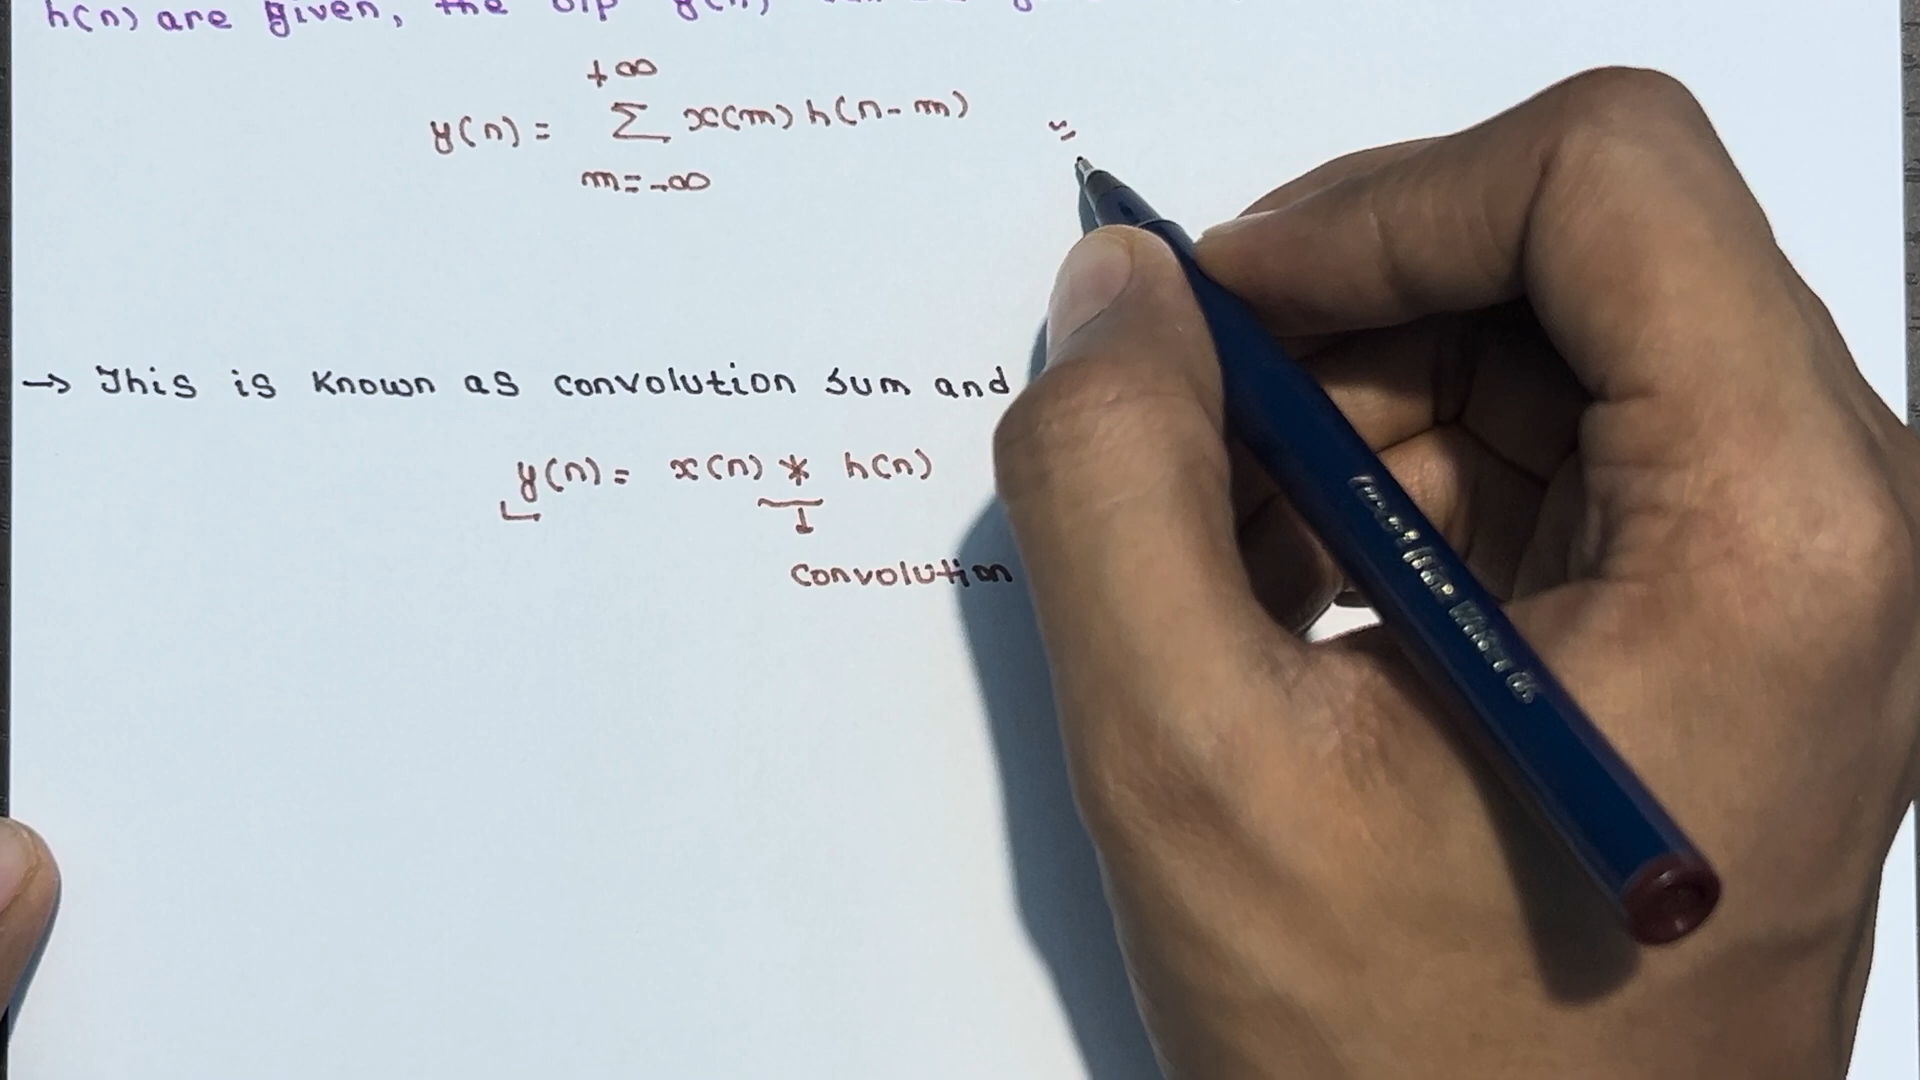 h(n) are given, the o/p y(n)
+∞
y(n) = Σ x(m) h(n-m)
m=-∞
→ This is known as convolution sum and
y(n) = x(n) * h(n)
Convolution